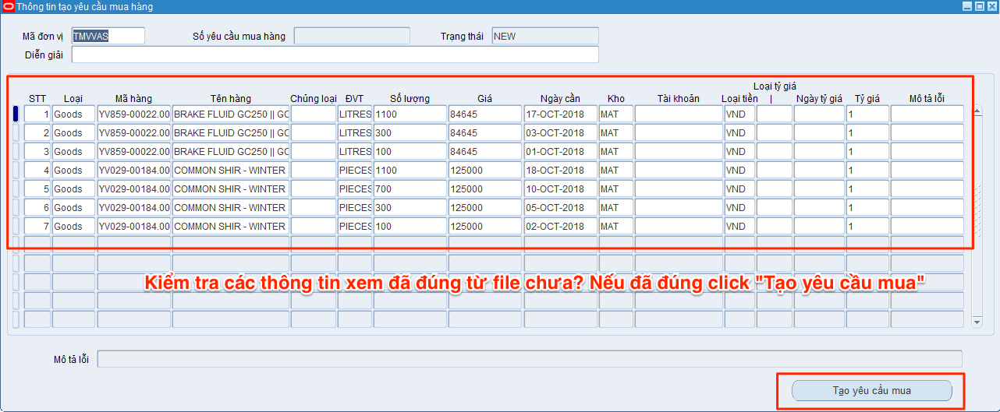 Thông tin tạo yêu cầu mua hàng
Mã đơn vị TMVVAS Số yêu cầu mua hàng Trạng thái NEW
Diễn giải
Loại tỷ giá
STT Loại Mã hàng Tên hàng Chủng loại ĐVT Số lượng Giá Ngày cần Kho Tài khoản Loại tiền | Ngày tỷ giá Tỷ giá Mô tả lỗi
1 Goods YV859-00022.00 BRAKE FLUID GC250 || GC LITRES 1100 84645 17-OCT-2018 MAT VND 1
2 Goods YV859-00022.00 BRAKE FLUID GC250 || GC LITRES 300 84645 03-OCT-2018 MAT VND 1
3 Goods YV859-00022.00 BRAKE FLUID GC250 || GC LITRES 100 84645 01-OCT-2018 MAT VND 1
4 Goods YV029-00184.00 COMMON SHIR - WINTER PIECES 1100 125000 18-OCT-2018 MAT VND 1
5 Goods YV029-00184.00 COMMON SHIR - WINTER PIECES 700 125000 10-OCT-2018 MAT VND 1
6 Goods YV029-00184.00 COMMON SHIR - WINTER PIECES 300 125000 05-OCT-2018 MAT VND 1
7 Goods YV029-00184.00 COMMON SHIR - WINTER PIECES 100 125000 02-OCT-2018 MAT VND 1
Kiểm tra các thông tin xem đã đúng từ file chưa? Nếu đã đúng click "Tạo yêu cầu mua"
Mô tả lỗi
Tạo yêu cầu mua